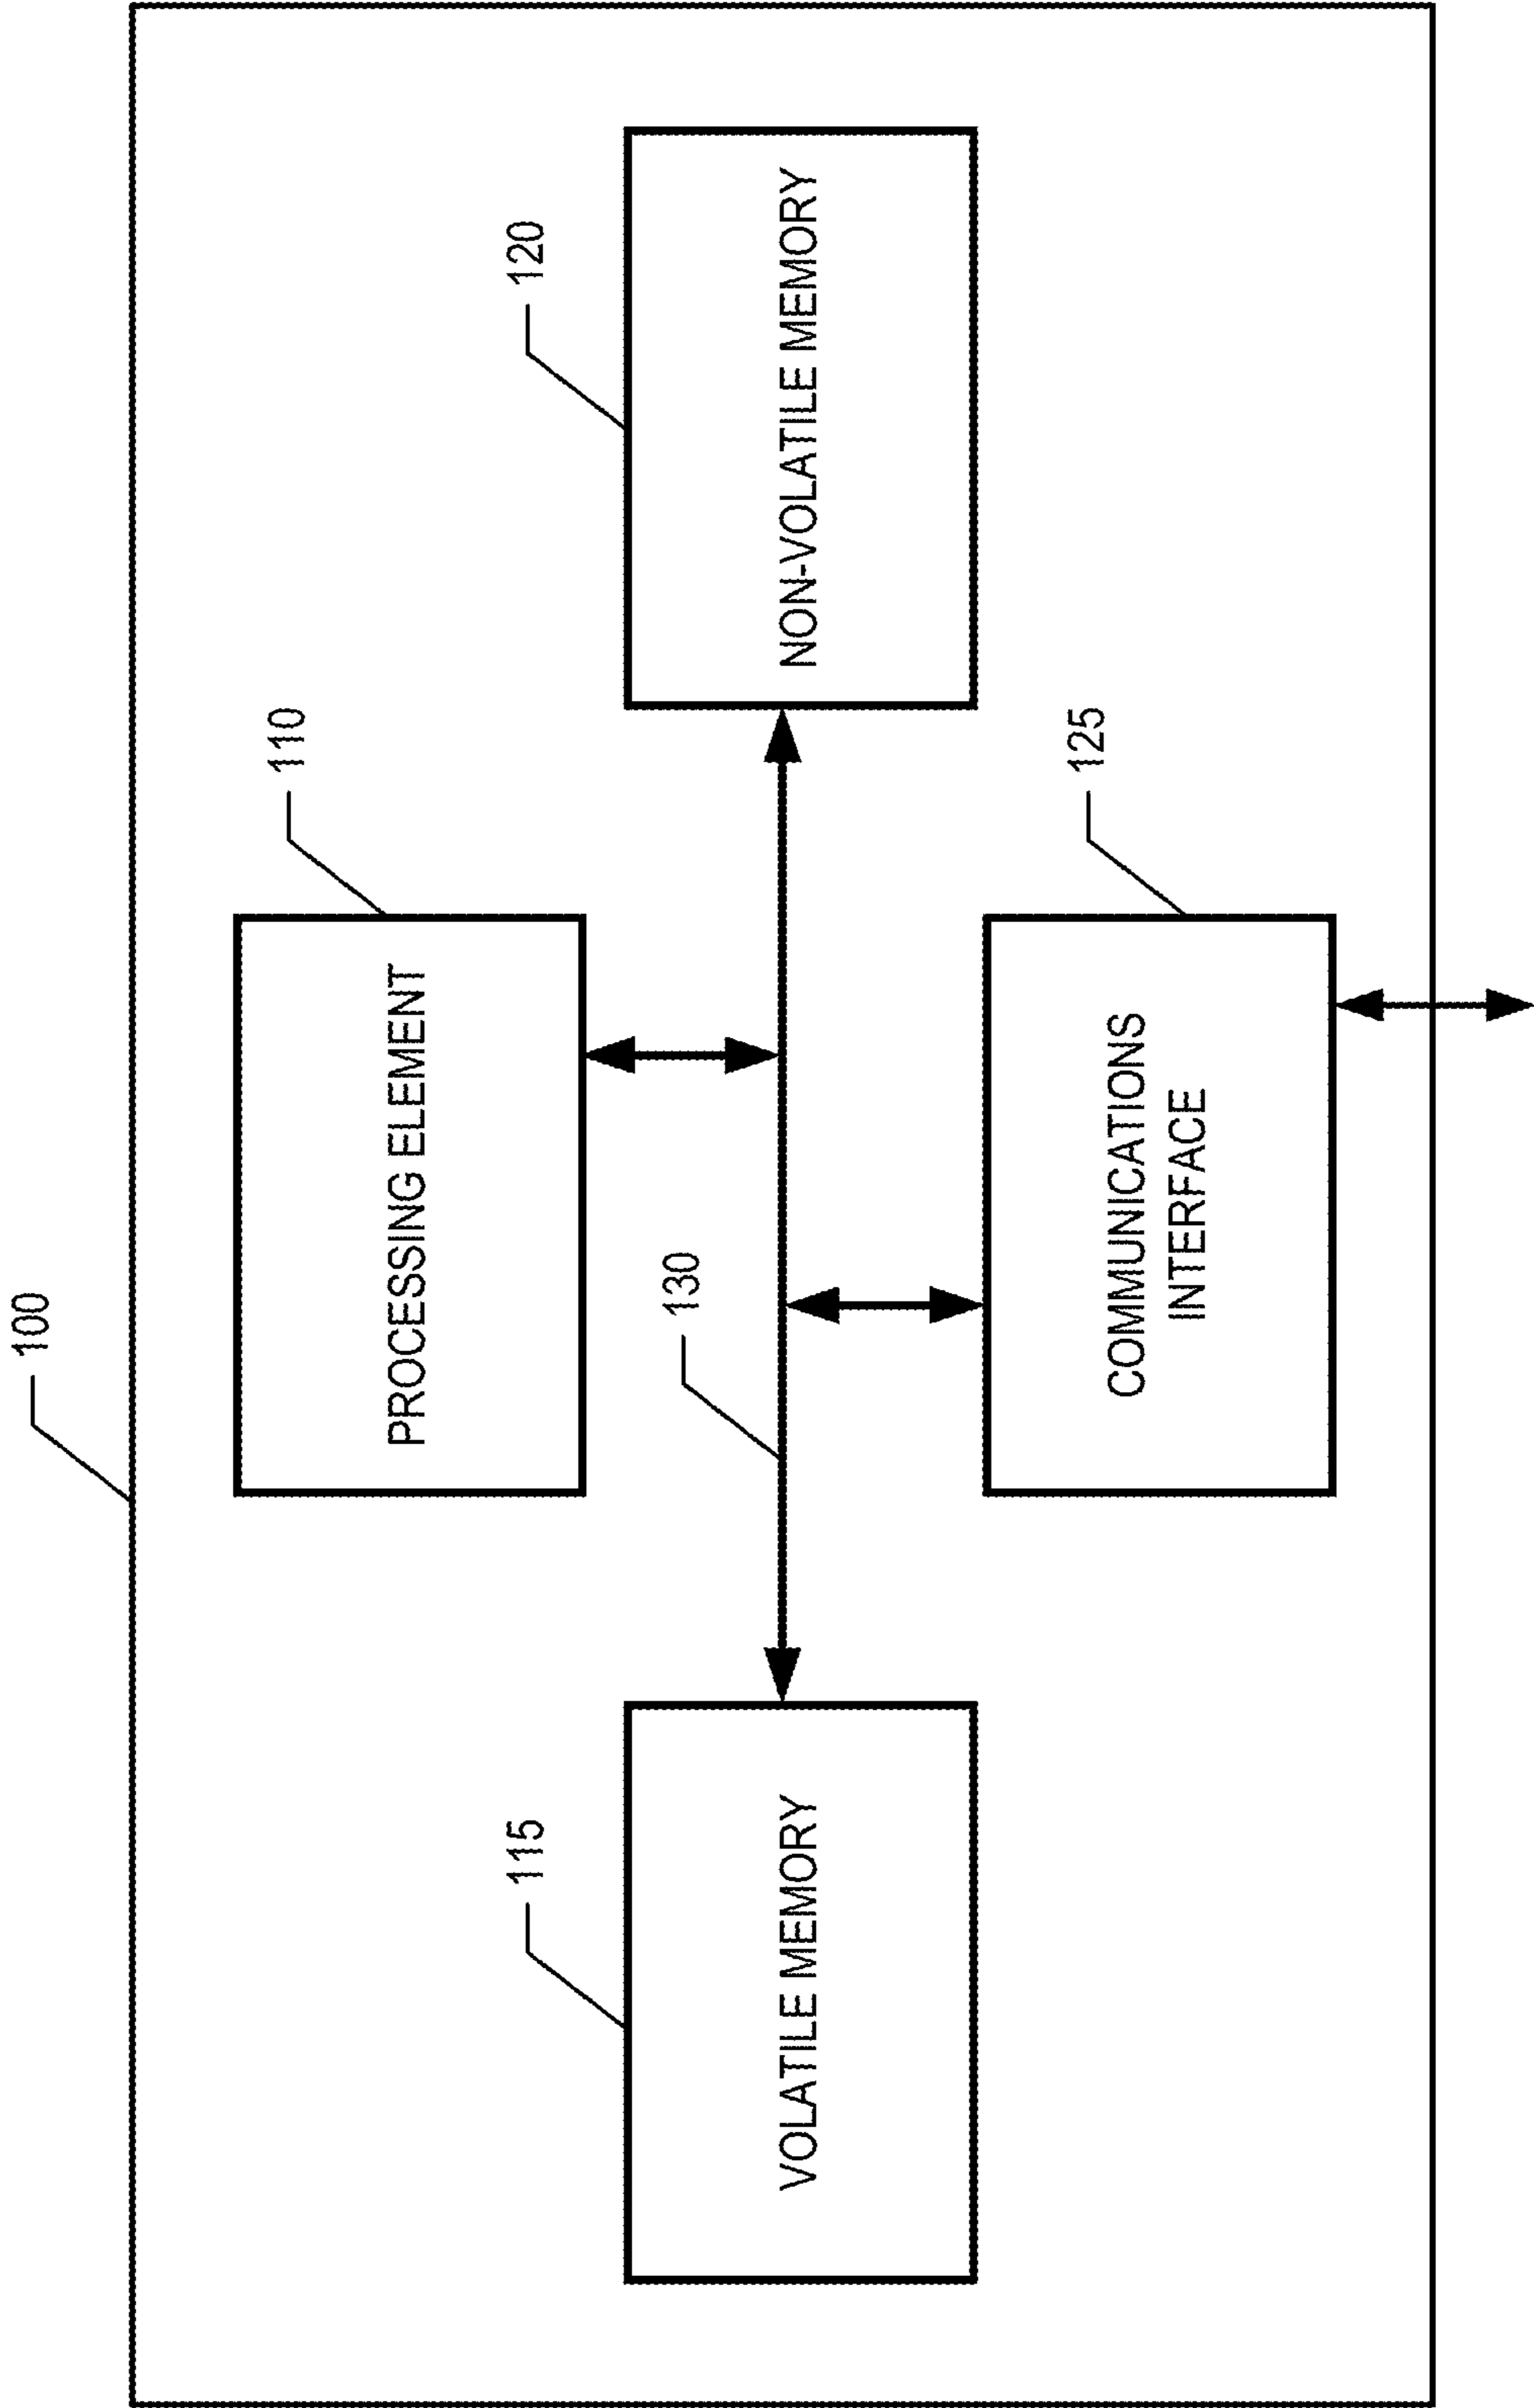 100
110
PROCESSING ELEMENT
115
120
130
VOLATILE MEMORY
NON-VOLATILE MEMORY
125
COMMUNICATIONS
INTERFACE